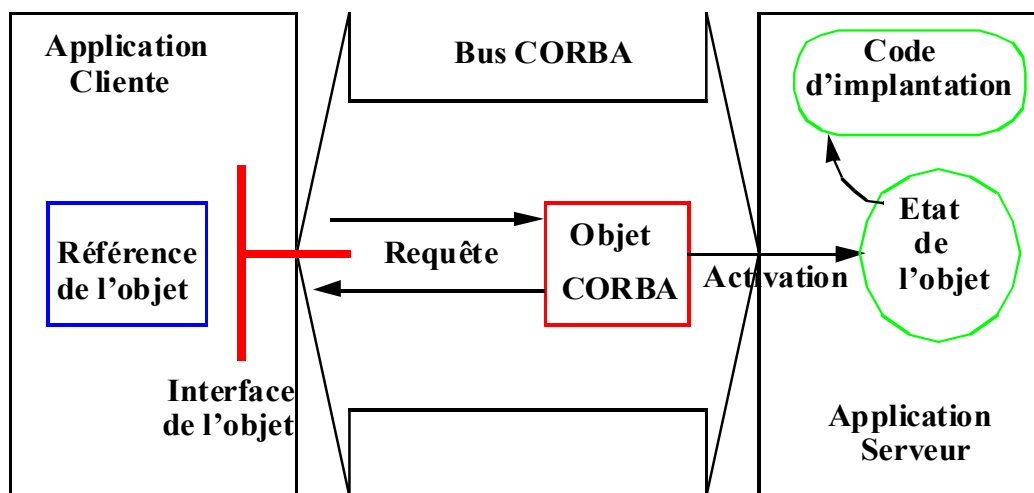 Application
Cliente
Référence
de l’objet
Interface
de l’objet
Bus CORBA
Requête
Objet
CORBA
Activation
Code
d’implantation
Etat
de
l’objet
Application
Serveur